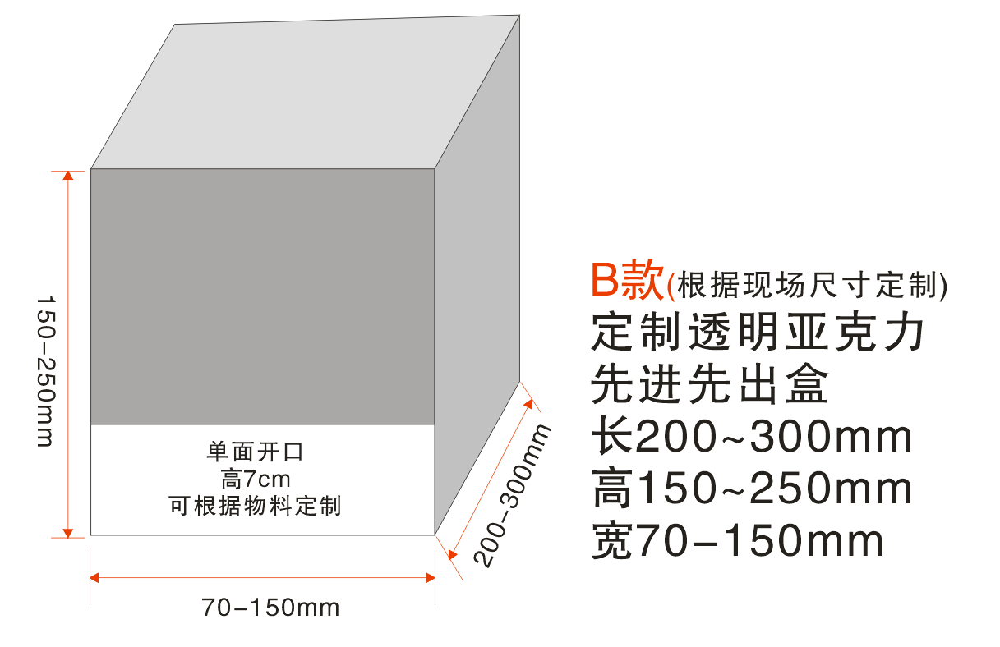 150-250mm
单面开口
高7cm
可根据物料定制
70-150mm
200-300mm
B款(根据现场尺寸定制)
定制透明亚克力
先进先出盒
长200~300mm
高150~250mm
宽70-150mm